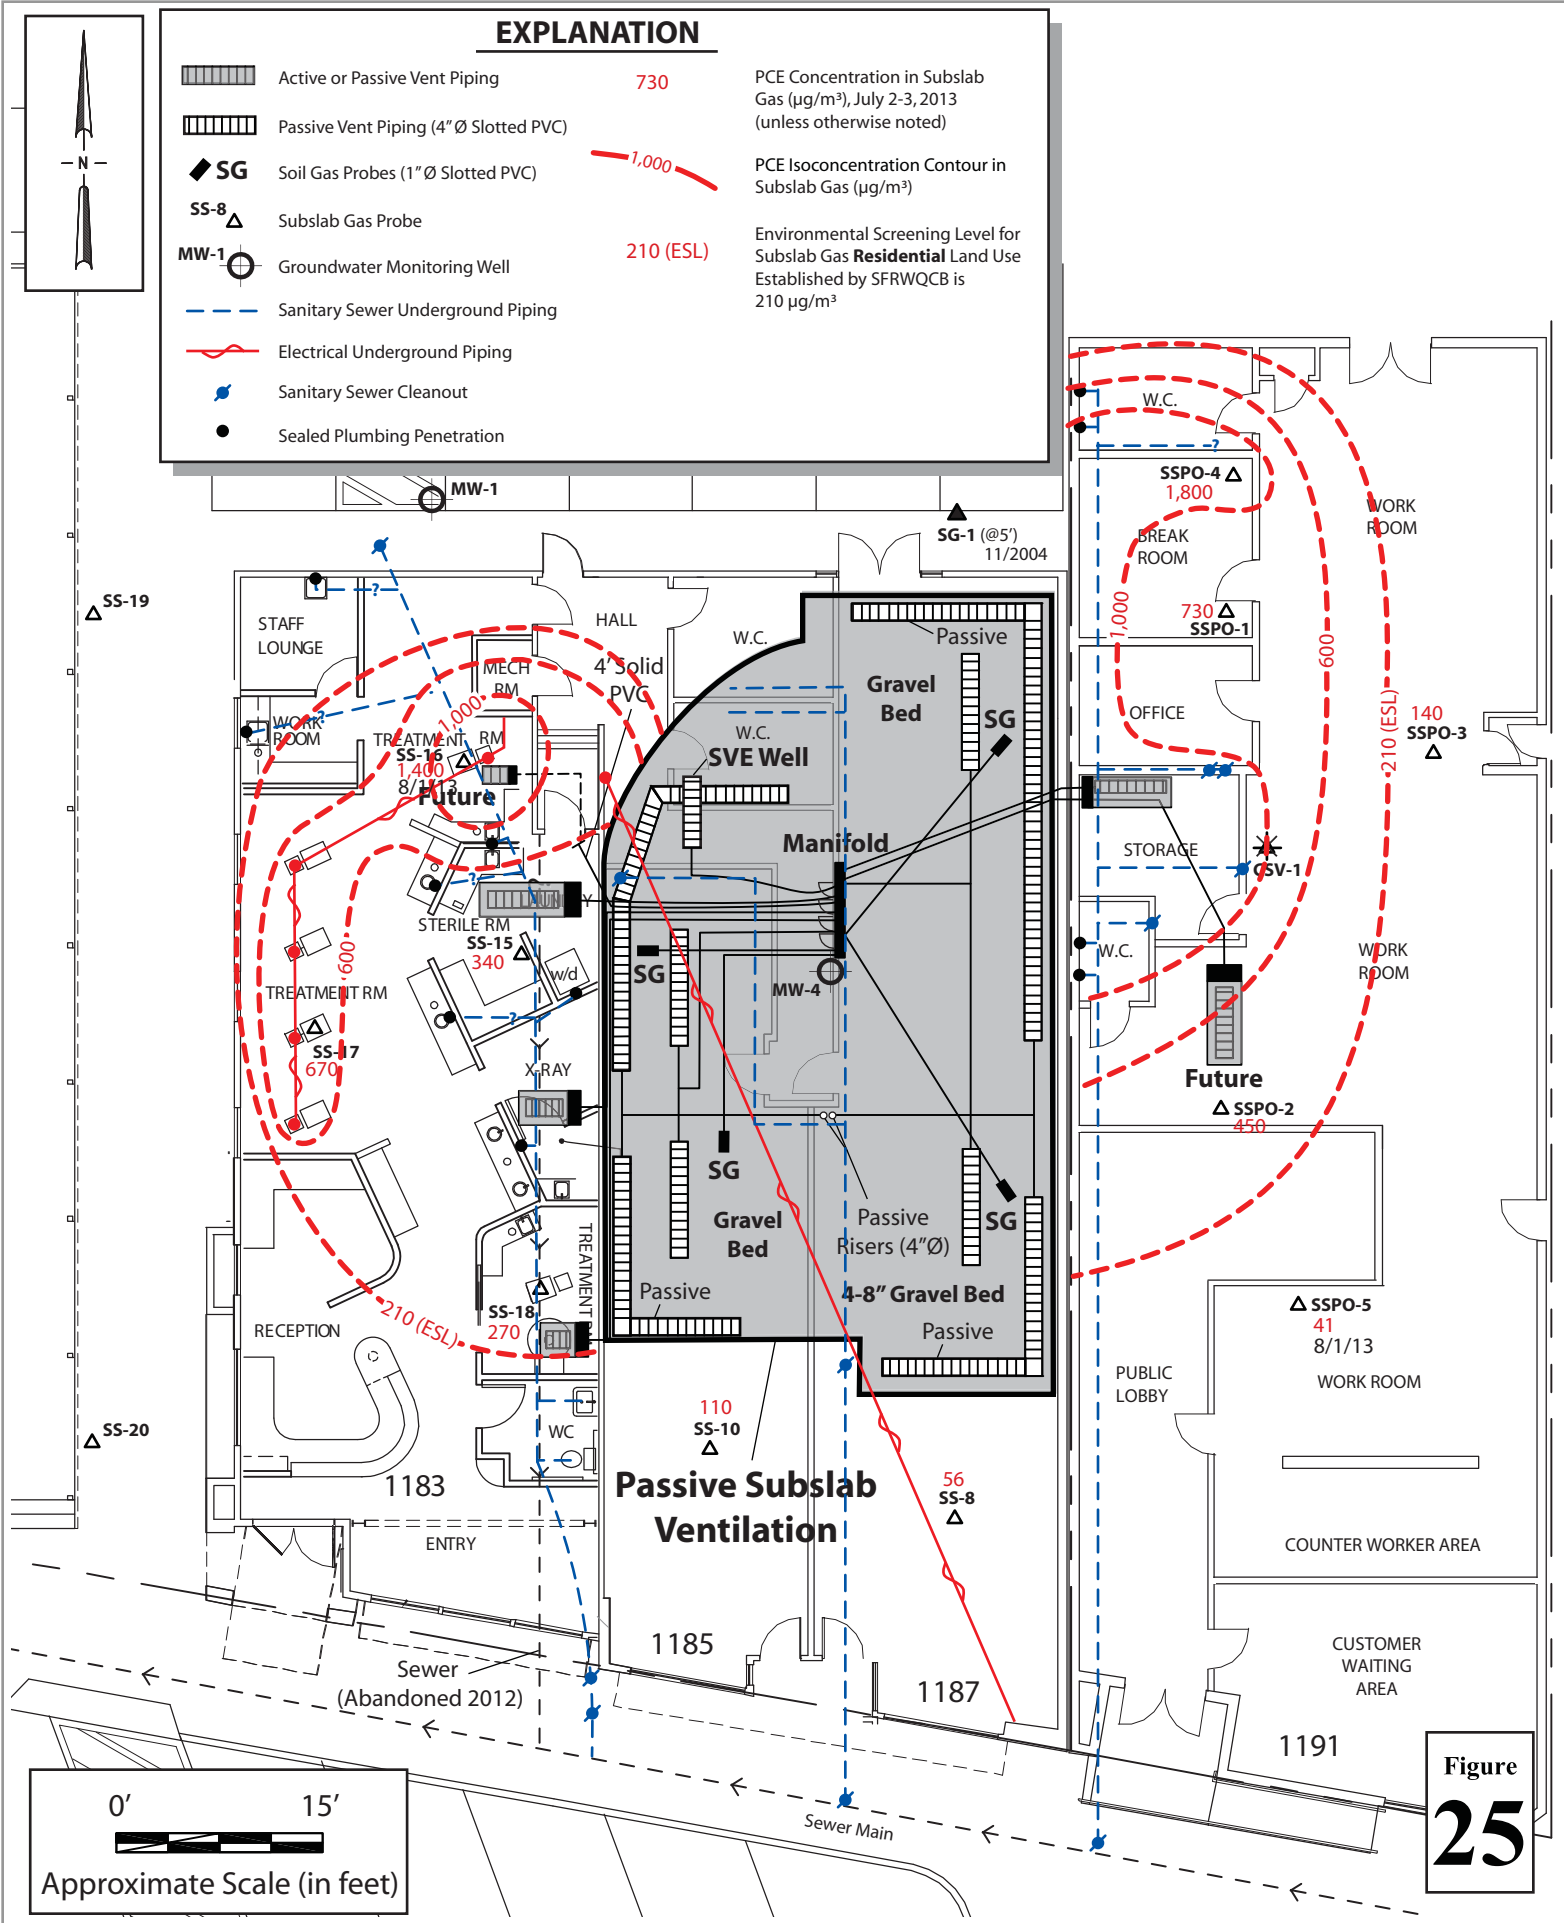 EXPLANATION
Active or Passive Vent Piping
Passive Vent Piping (4”Ø Slotted PVC)
SG
Soil Gas Probes (1”Ø Slotted PVC)
SS-8
Subslab Gas Probe
MW-1
Groundwater Monitoring Well
Sanitary Sewer Underground Piping
Electrical Underground Piping
Sanitary Sewer Cleanout
Sealed Plumbing Penetration
730
PCE Concentration in Subslab
Gas (µg/m³), July 2-3, 2013
(unless otherwise noted)
1,000
PCE Isoconcentration Contour in
Subslab Gas (µg/m³)
210 (ESL)
Environmental Screening Level for
Subslab Gas Residential Land Use
Established by SFRWQCB is
210 µg/m³
N
MW-1
SG-1 (@5’)
11/2004
SS-19
SS-20
STAFF
LOUNGE
?
HALL
W.C.
MECH
RM
4’ Solid
PVC
WORK
ROOM
?
1,000
TREATMENT RM
SS-16
1,400
8/1/13
Future
W.C.
SVE Well
Passive
Gravel
Bed
SG
Manifold
?
STERILE RM
SS-15
340
w/d
600
TREATMENT RM
SS-17
670
?
X-RAY
SG
MW-4
SG
Gravel
Bed
Passive
Risers (4”Ø)
SG
4-8” Gravel Bed
Passive
Passive
TREATMENT
SS-18
270
210 (ESL)
RECEPTION
WC
1183
ENTRY
110
SS-10
Passive Subslab
Ventilation
56
SS-8
1185
1187
Sewer
(Abandoned 2012)
Sewer Main
W.C.
?
SSPO-4
1,800
BREAK
ROOM
WORK
ROOM
1,000
730
SSPO-1
600
OFFICE
210 (ESL)
140
SSPO-3
STORAGE
CSV-1
W.C.
WORK
ROOM
Future
SSPO-2
450
SSPO-5
41
8/1/13
WORK ROOM
PUBLIC
LOBBY
COUNTER WORKER AREA
CUSTOMER
WAITING
AREA
1191
0’ 15’
Approximate Scale (in feet)
Figure
25